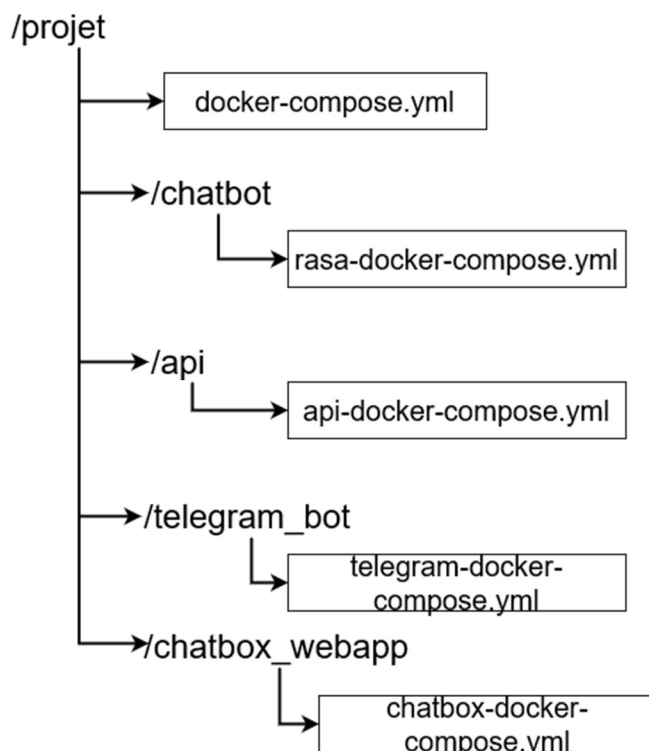 /projet
docker-compose.yml
/chatbot
rasa-docker-compose.yml
/api
api-docker-compose.yml
/telegram_bot
telegram-docker-
compose.yml
/chatbox_webapp
chatbox-docker-
compose.yml